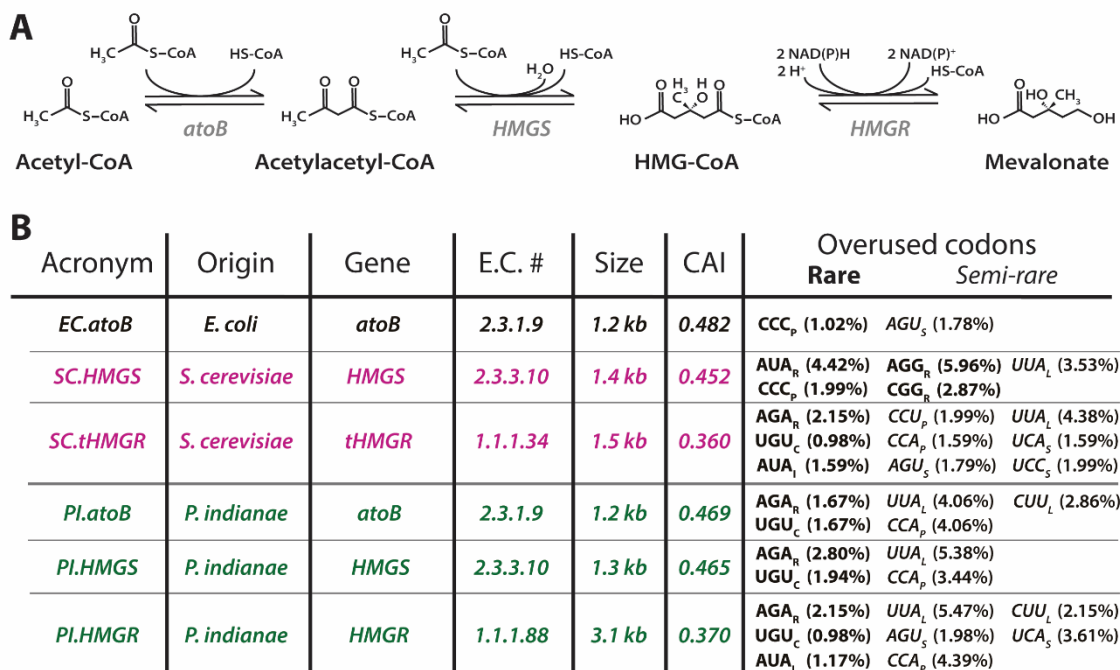 A
O
H₃C S–CoA
HS-CoA
O
H₃C S–CoA
H₂O
HS-CoA
2 NAD(P)H
2 H⁺
2 NAD(P)⁺
HS-CoA
O
H₃C S–CoA
atoB
O O
H₃C S–CoA
HMGS
O H₃C O H O
HO S–CoA
HMGR
O HO CH₃
HO OH
Acetyl-CoA
Acetylacetyl-CoA
HMG-CoA
Mevalonate
B
Acronym Origin Gene E.C. # Size CAI Overused codons
Rare Semi-rare
EC.atoB E. coli atoB 2.3.1.9 1.2 kb 0.482 CCCP (1.02%) AGUS (1.78%)
SC.HMGS S. cerevisiae HMGS 2.3.3.10 1.4 kb 0.452 AUAR (4.42%) AGGR (5.96%) UUAL (3.53%)
CCCP (1.99%) CGGR (2.87%)
SC.tHMGR S. cerevisiae tHMGR 1.1.1.34 1.5 kb 0.360 AGAR (2.15%) CCUP (1.99%) UUAL (4.38%)
UGUC (0.98%) CCAP (1.59%) UCAS (1.59%)
AUAI (1.59%) AGUS (1.79%) UCCS (1.99%)
PI.atoB P. indianae atoB 2.3.1.9 1.2 kb 0.469 AGAR (1.67%) UUAL (4.06%) CUUL (2.86%)
UGUC (1.67%) CCAP (4.06%)
PI.HMGS P. indianae HMGS 2.3.3.10 1.3 kb 0.465 AGAR (2.80%) UUAL (5.38%)
UGUC (1.94%) CCAP (3.44%)
PI.HMGR P. indianae HMGR 1.1.1.88 3.1 kb 0.370 AGAR (2.15%) UUAL (5.47%) CUUL (2.15%)
UGUC (0.98%) AGUS (1.98%) UCAS (3.61%)
AUAI (1.17%) CCAP (4.39%)